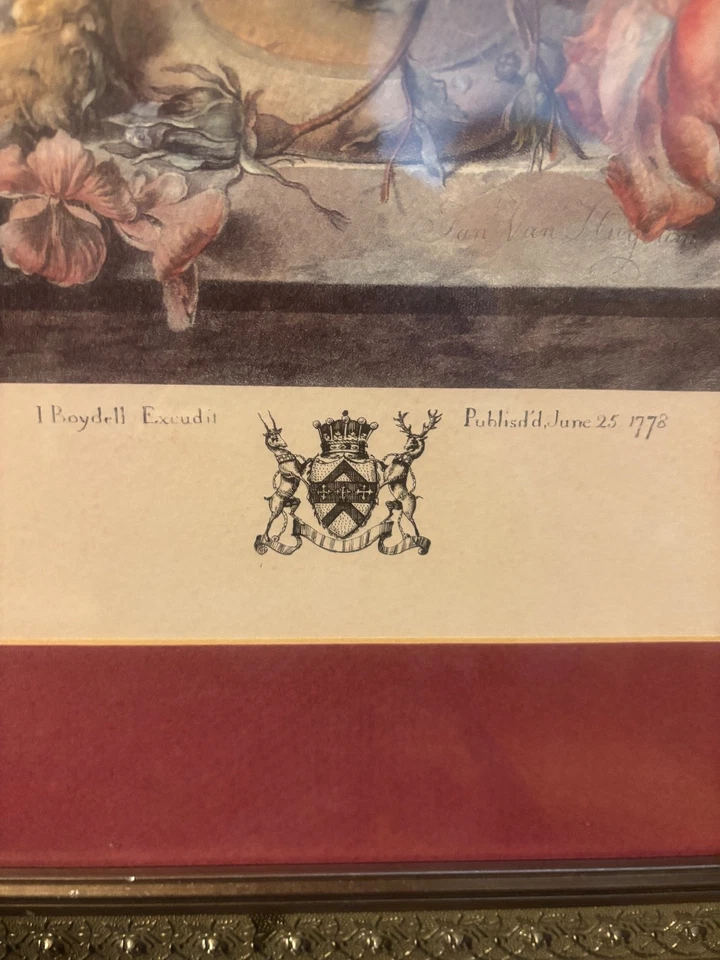 Jan Van Huysum
I Boydell Excudit
Publisd'd, June 25 1778